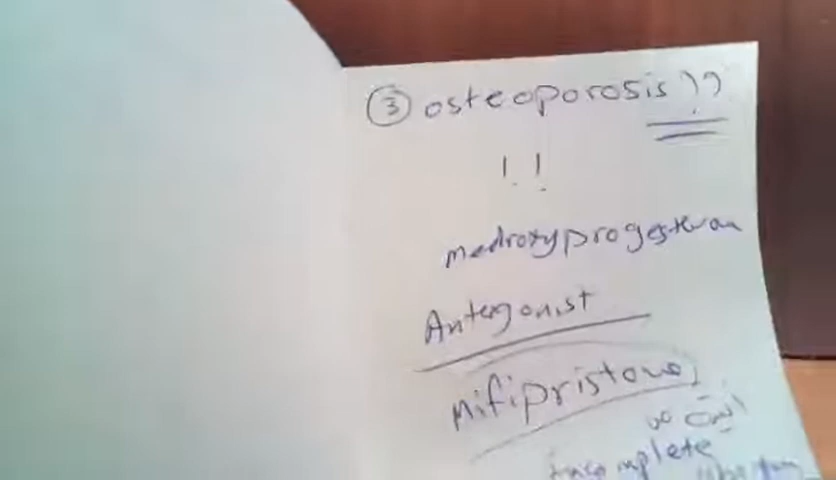 ③ osteoporosis ??
! !
medroxyprogesteron
Antagonist
Mifipristone
incomplete